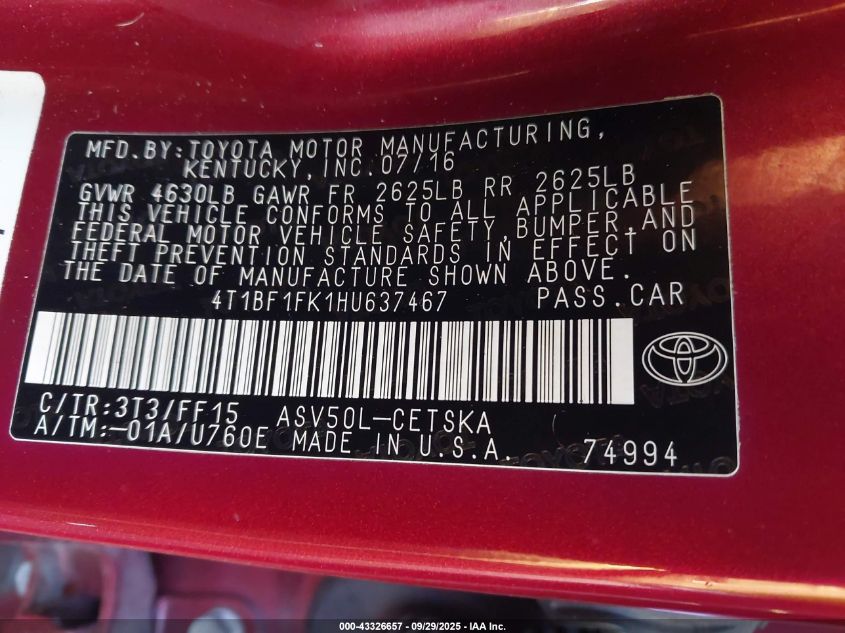 MFD.BY:TOYOTA MOTOR MANUFACTURING,
KENTUCKY,INC.07/16
GVWR 4630LB GAWR FR 2625LB RR 2625LB
THIS VEHICLE CONFORMS TO ALL APPLICABLE
FEDERAL MOTOR VEHICLE SAFETY,BUMPER,AND
THEFT PREVENTION STANDARDS IN EFFECT ON
THE DATE OF MANUFACTURE SHOWN ABOVE.
4T1BF1FK1HU637467 PASS.CAR
C/TR:3T3/FF15 ASV50L-CETSKA
A/TM:-01A/U760E MADE IN U.S.A. 74994
000-43326657 - 09/29/2025 - IAA Inc.